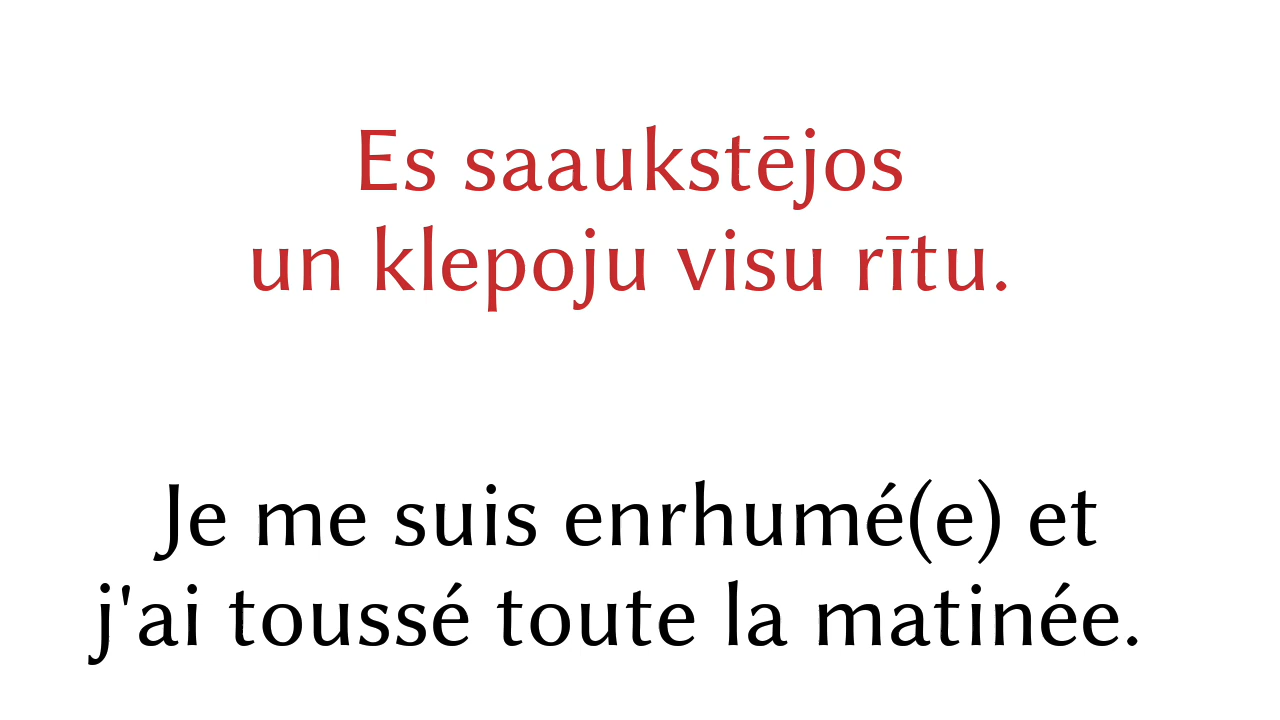 Es saaukstējos
un klepoju visu rītu.
Je me suis enrhumé(e) et
j'ai toussé toute la matinée.